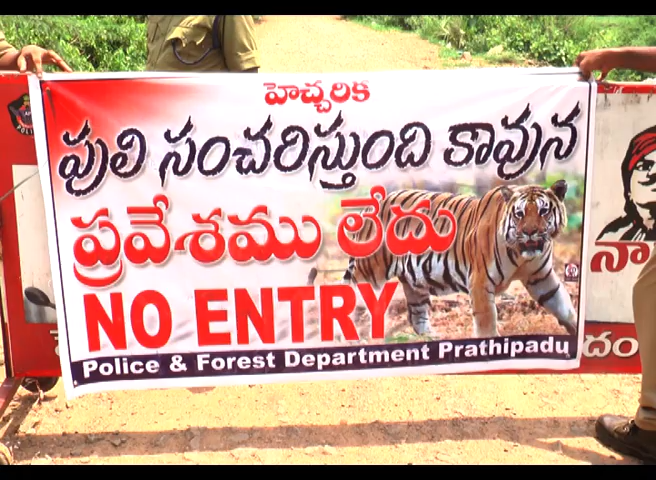 హెచ్చరిక
పులి సంచరిస్తుంది కావున
ప్రవేశము లేదు
NO ENTRY
Police & Forest Department Prathipadu